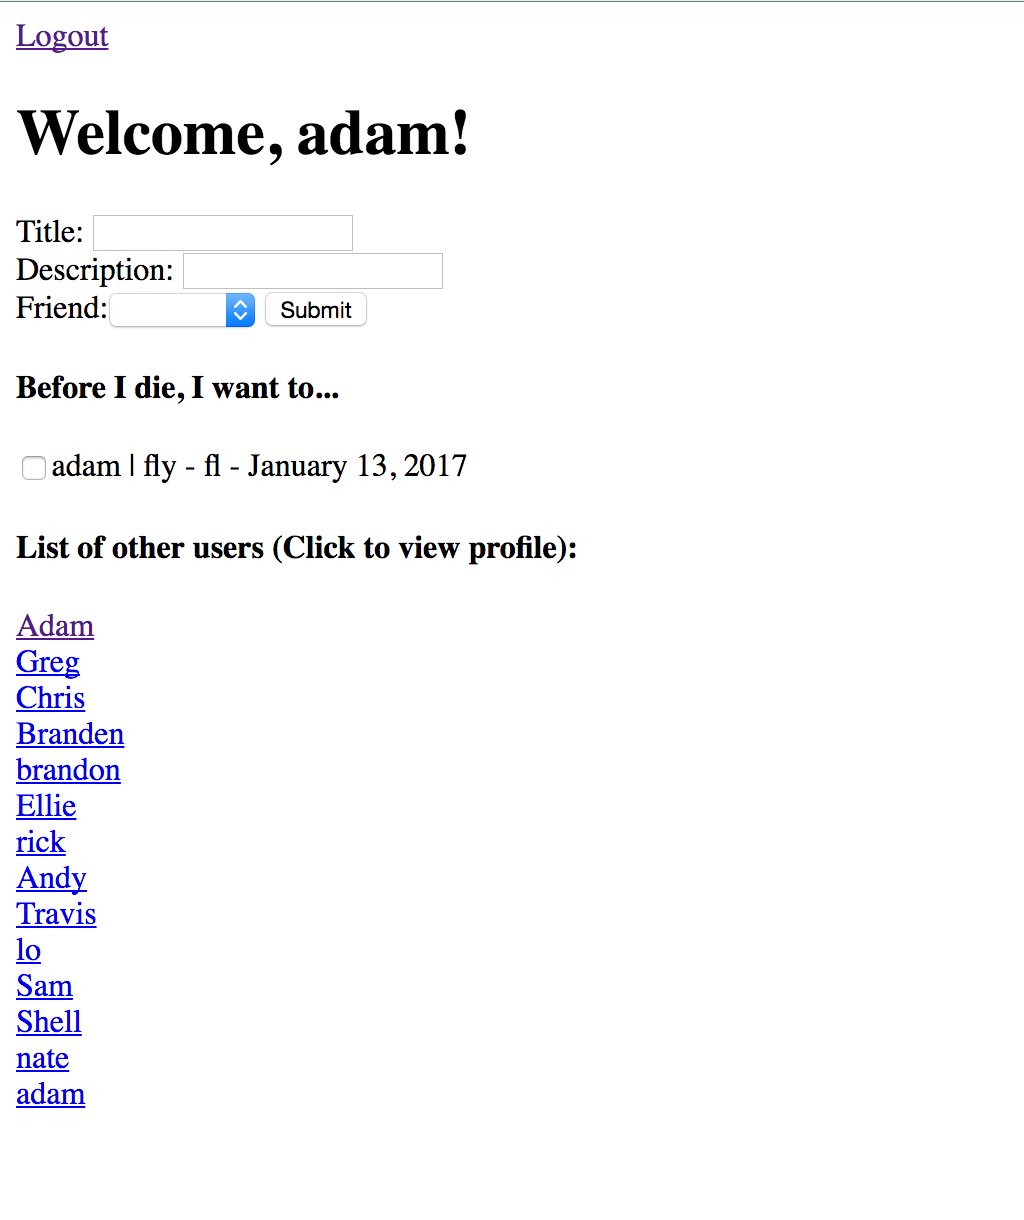 Logout
Welcome, adam!
Title:
Description:
Friend: Submit
Before I die, I want to...
adam | fly - fl - January 13, 2017
List of other users (Click to view profile):
Adam
Greg
Chris
Branden
brandon
Ellie
rick
Andy
Travis
lo
Sam
Shell
nate
adam